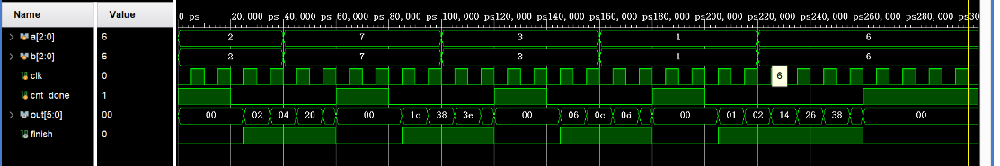 Name Value 0 ps 20,000 ps 40,000 ps 60,000 ps 80,000 ps 100,000 ps 120,000 ps 140,000 ps 160,000 ps 180,000 ps 200,000 ps 220,000 ps 240,000 ps 260,000 ps 280,000 ps 30
a[2:0] 6 2 7 3 1 6
b[2:0] 6 2 7 3 1 6
clk 0 6
cnt_done 1
out[5:0] 00 00 02 04 20 00 1c 38 3e 00 06 0c 0d 00 01 02 14 26 38 00
finish 0